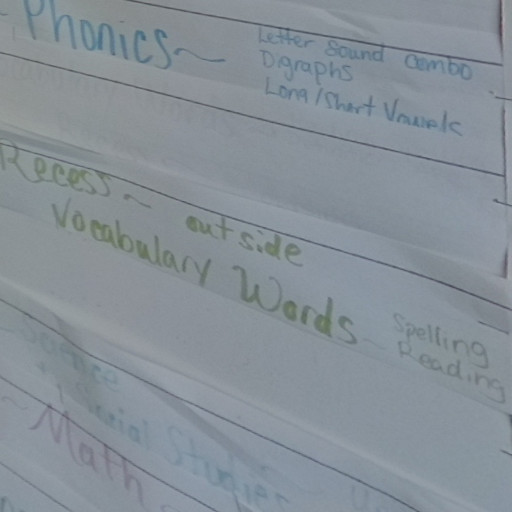 - Phonics ~ Letter Sound Combo
Digraphs
Long/Short Vowels
Recess ~ outside
Vocabulary Words ~ Spelling
Reading
~ Science
+ Social Studies ~
~ Math ~